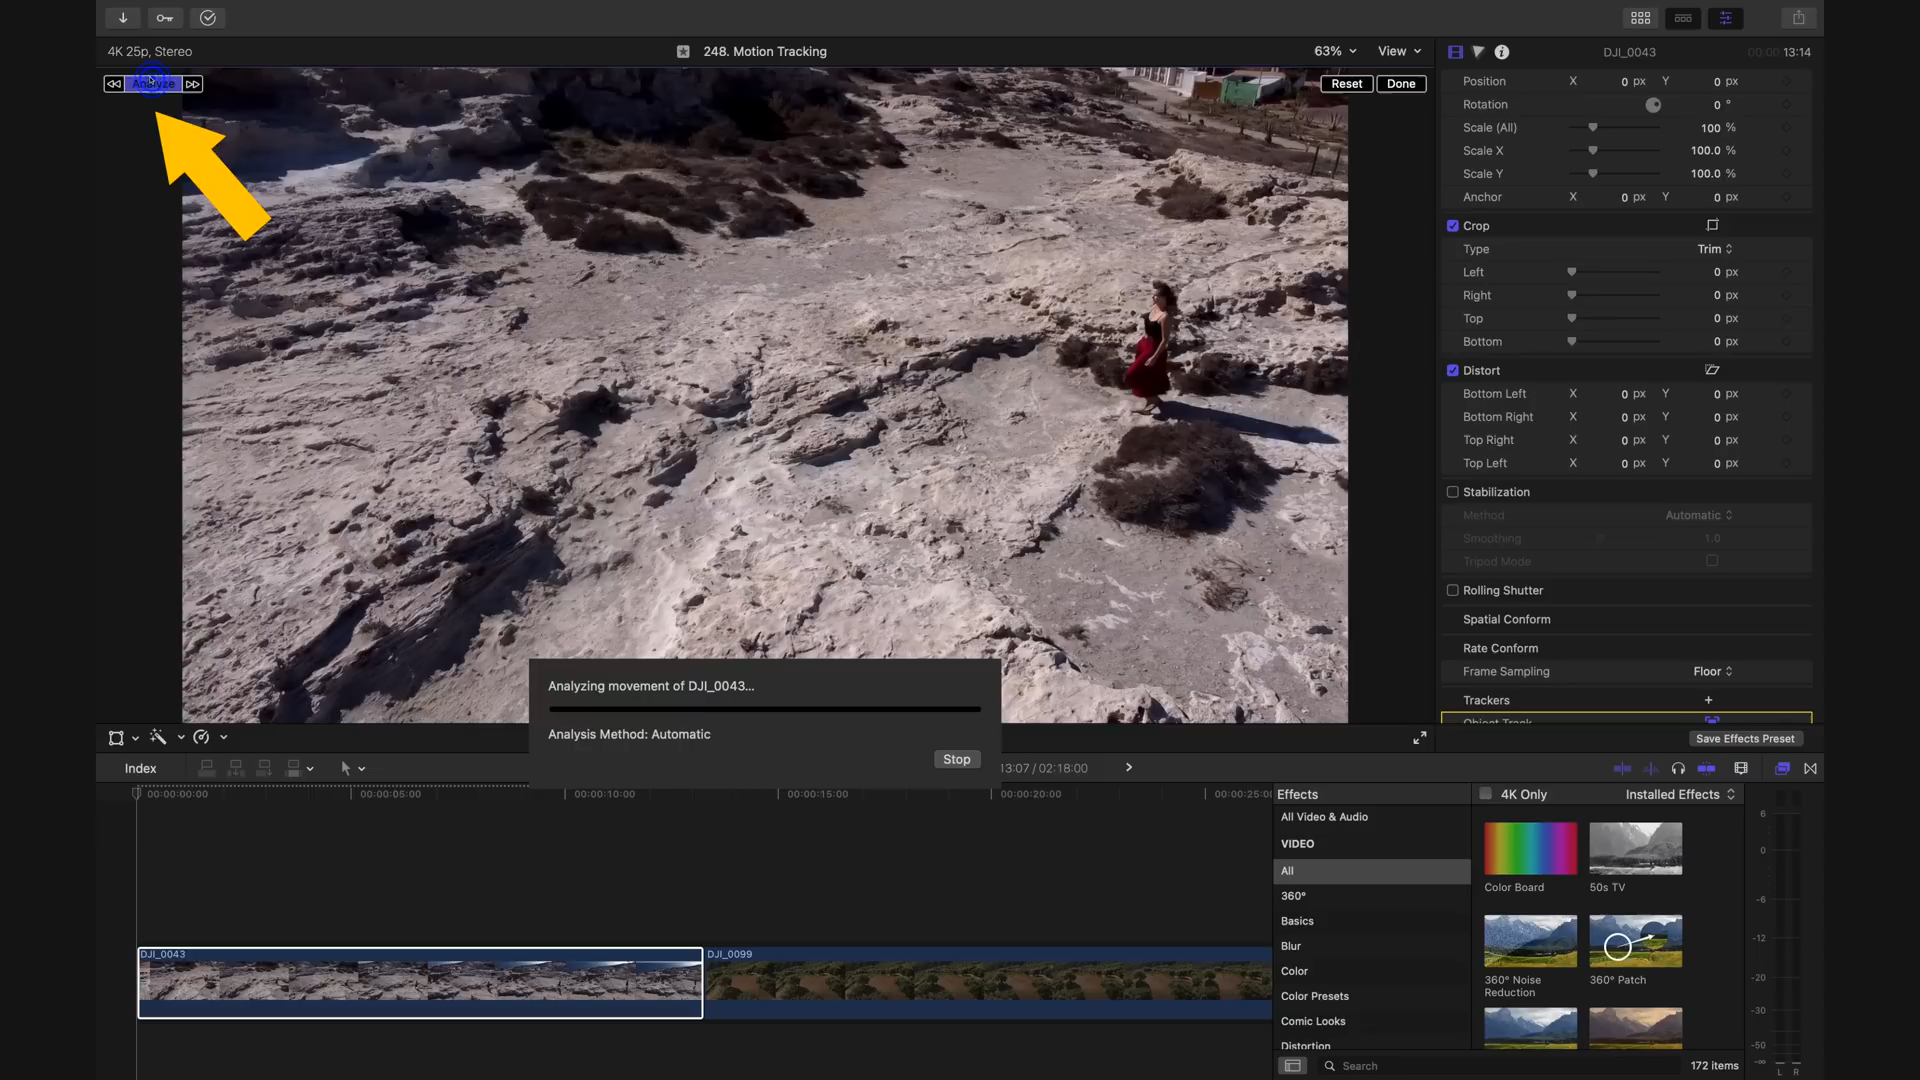 4K 25p, Stereo
248. Motion Tracking
63%
View
DJI_0043
00:00 13:14
Analyze
Reset
Done
Position X 0 px Y 0 px
Rotation 0 °
Scale (All) 100 %
Scale X 100.0 %
Scale Y 100.0 %
Anchor X 0 px Y 0 px
Crop
Type Trim
Left 0 px
Right 0 px
Top 0 px
Bottom 0 px
Distort
Bottom Left X 0 px Y 0 px
Bottom Right X 0 px Y 0 px
Top Right X 0 px Y 0 px
Top Left X 0 px Y 0 px
Stabilization
Method Automatic
Smoothing 1.0
Tripod Mode
Rolling Shutter
Spatial Conform
Rate Conform
Frame Sampling Floor
Trackers +
Object Track
Save Effects Preset
Analyzing movement of DJI_0043...
Analysis Method: Automatic
Stop
Index
13:07 / 02:18:00
00:00:00:00
00:00:05:00
00:00:10:00
00:00:15:00
00:00:20:00
00:00:25:0
DJI_0043
DJI_0099
Effects
4K Only
Installed Effects
All Video & Audio
VIDEO
All
360°
Basics
Blur
Color
Color Presets
Comic Looks
Distortion
Color Board
50s TV
360° Noise
Reduction
360° Patch
Search
172 items
6
0
-6
-12
-20
-30
-50
-∞
L R